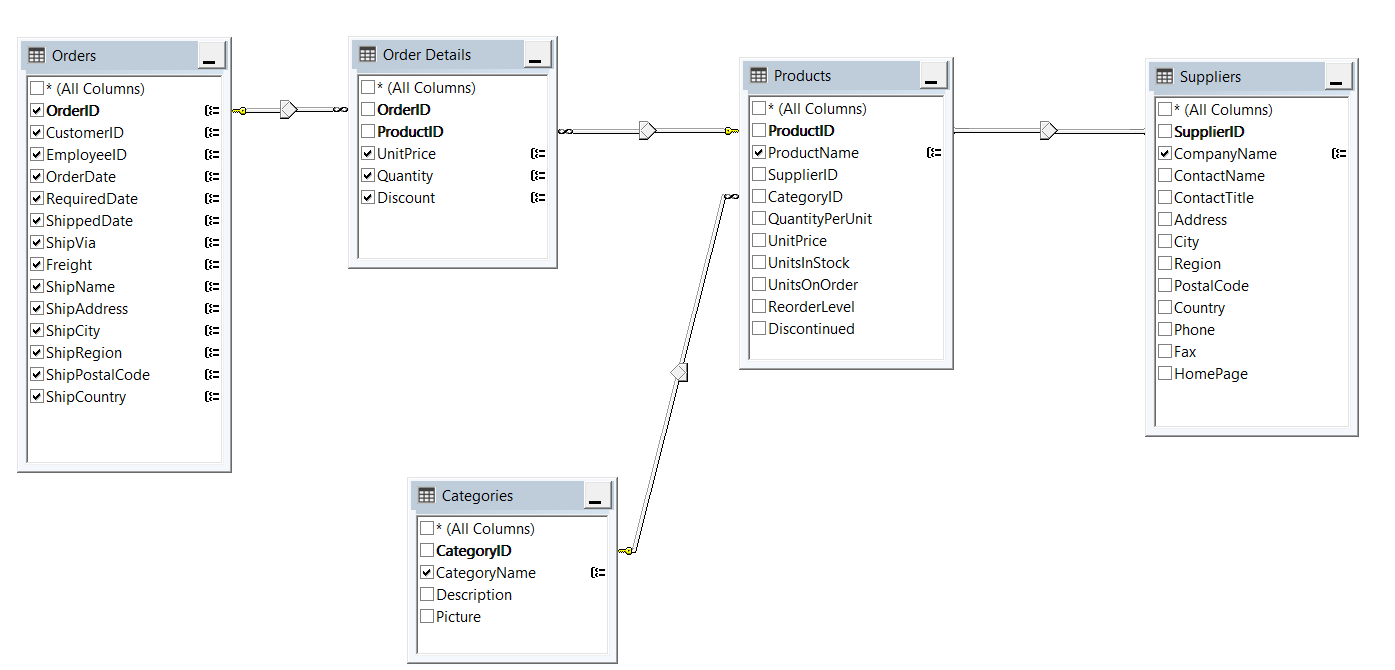 Orders
* (All Columns)
OrderID
CustomerID
EmployeeID
OrderDate
RequiredDate
ShippedDate
ShipVia
Freight
ShipName
ShipAddress
ShipCity
ShipRegion
ShipPostalCode
ShipCountry
Order Details
* (All Columns)
OrderID
ProductID
UnitPrice
Quantity
Discount
Products
* (All Columns)
ProductID
ProductName
SupplierID
CategoryID
QuantityPerUnit
UnitPrice
UnitsInStock
UnitsOnOrder
ReorderLevel
Discontinued
Suppliers
* (All Columns)
SupplierID
CompanyName
ContactName
ContactTitle
Address
City
Region
PostalCode
Country
Phone
Fax
HomePage
Categories
* (All Columns)
CategoryID
CategoryName
Description
Picture